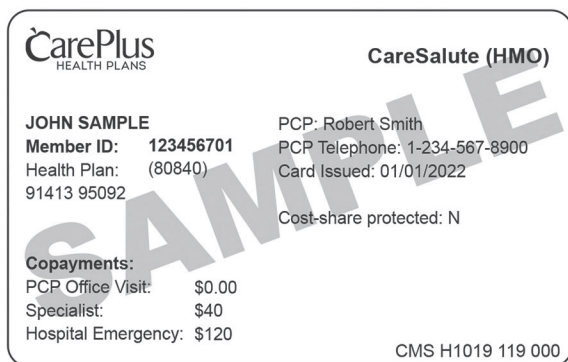 CarePlus
HEALTH PLANS
CareSalute (HMO)
JOHN SAMPLE
Member ID: 123456701
Health Plan: (80840)
91413 95092
PCP: Robert Smith
PCP Telephone: 1-234-567-8900
Card Issued: 01/01/2022
Cost-share protected: N
SAMPLE
Copayments:
PCP Office Visit: $0.00
Specialist: $40
Hospital Emergency: $120
CMS H1019 119 000